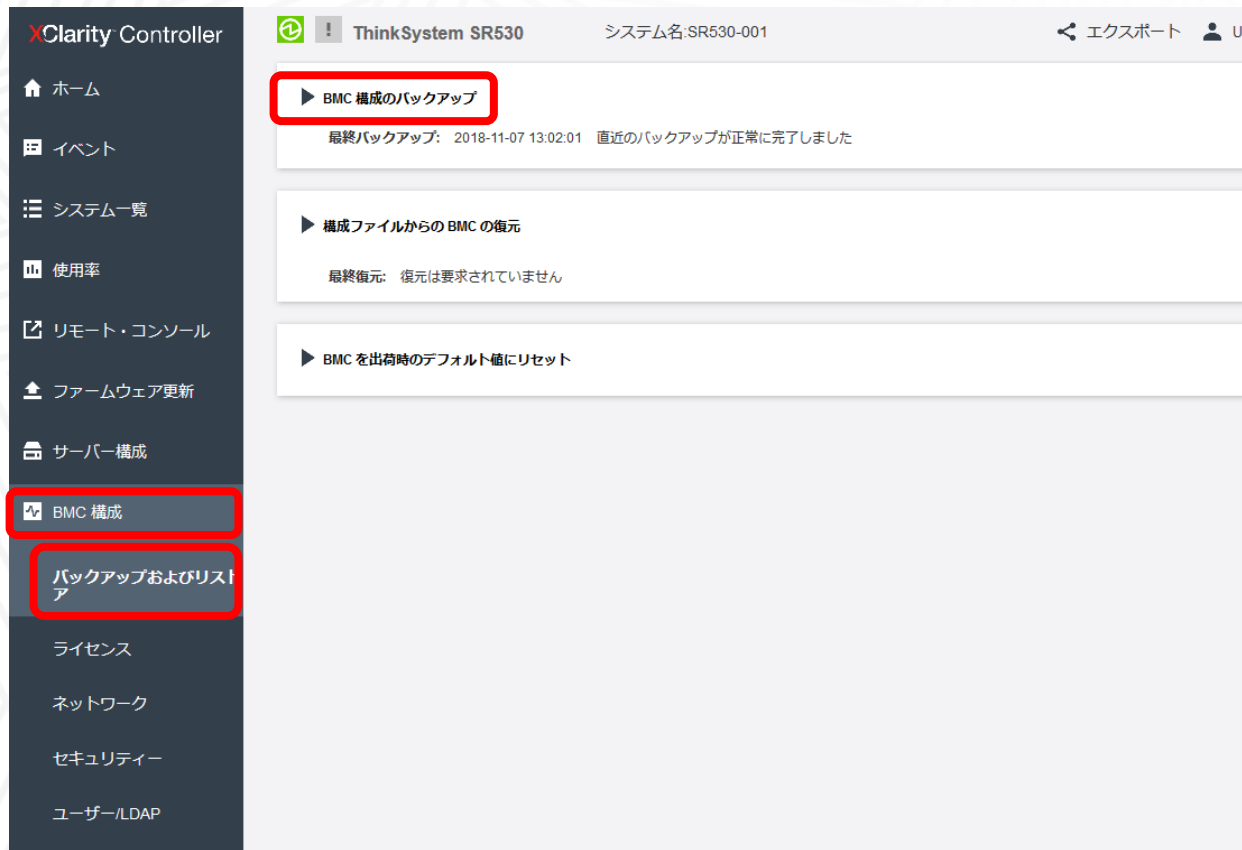 XClarity Controller
ホーム
イベント
システム一覧
使用率
リモート・コンソール
ファームウェア更新
サーバー構成
BMC 構成
バックアップおよびリスト
ア
ライセンス
ネットワーク
セキュリティー
ユーザー/LDAP
! ThinkSystem SR530 システム名:SR530-001 エクスポート U
BMC 構成のバックアップ
最終バックアップ: 2018-11-07 13:02:01 直近のバックアップが正常に完了しました
構成ファイルからの BMC の復元
最終復元: 復元は要求されていません
BMC を出荷時のデフォルト値にリセット